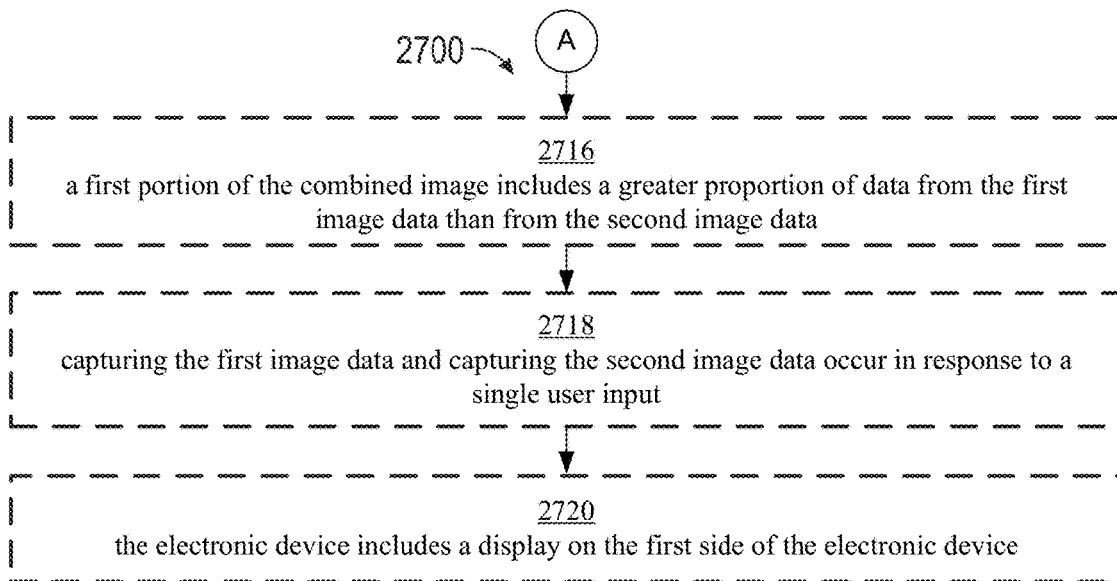 A
2700
2716
a first portion of the combined image includes a greater proportion of data from the first
image data than from the second image data
2718
capturing the first image data and capturing the second image data occur in response to a
single user input
2720
the electronic device includes a display on the first side of the electronic device